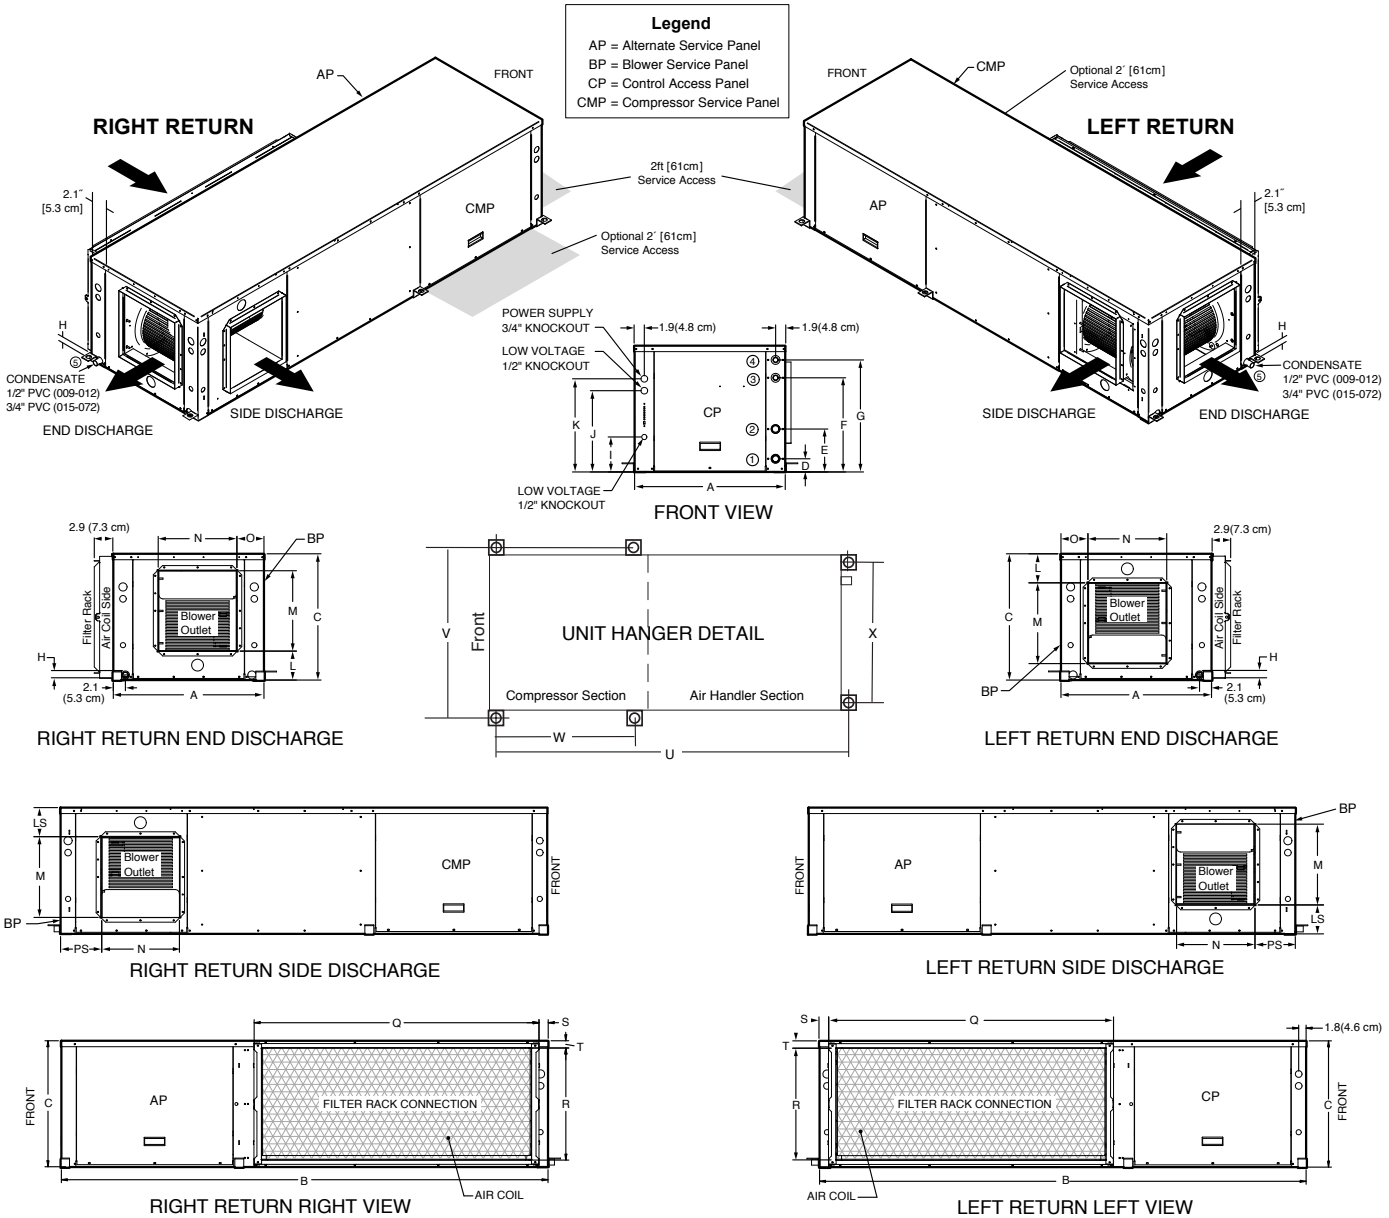 Legend
AP = Alternate Service Panel
BP = Blower Service Panel
CP = Control Access Panel
CMP = Compressor Service Panel
AP
FRONT
RIGHT RETURN
2.1˝
[5.3 cm]
CMP
2ft [61cm]
Service Access
Optional 2´ [61cm]
Service Access
H
5
CONDENSATE
1/2" PVC (009-012)
3/4" PVC (015-072)
END DISCHARGE
SIDE DISCHARGE
FRONT
CMP
Optional 2´ [61cm]
Service Access
LEFT RETURN
2.1˝
[5.3 cm]
AP
H
5
CONDENSATE
1/2" PVC (009-012)
3/4" PVC (015-072)
SIDE DISCHARGE
END DISCHARGE
POWER SUPPLY
3/4" KNOCKOUT
LOW VOLTAGE
1/2" KNOCKOUT
1.9(4.8 cm)
1.9(4.8 cm)
4
3
CP
2
1
K
J
I
D
E
F
G
A
LOW VOLTAGE
1/2" KNOCKOUT
FRONT VIEW
2.9 (7.3 cm)
N
O
BP
Filter Rack
Air Coil Side
Blower
Outlet
M
C
L
H
2.1
(5.3 cm)
A
RIGHT RETURN END DISCHARGE
V
Front
UNIT HANGER DETAIL
X
Compressor Section
Air Handler Section
W
U
O
N
2.9(7.3 cm)
L
C
M
Blower
Outlet
Air Coil Side
Filter Rack
H
BP
A
2.1
(5.3 cm)
LEFT RETURN END DISCHARGE
LS
M
Blower
Outlet
CMP
FRONT
BP
PS
N
RIGHT RETURN SIDE DISCHARGE
BP
FRONT
AP
Blower
Outlet
M
LS
N
PS
LEFT RETURN SIDE DISCHARGE
Q
S
T
FRONT
C
AP
FILTER RACK CONNECTION
R
B
AIR COIL
RIGHT RETURN RIGHT VIEW
S
Q
1.8(4.6 cm)
T
R
FILTER RACK CONNECTION
CP
C
FRONT
AIR COIL
B
LEFT RETURN LEFT VIEW